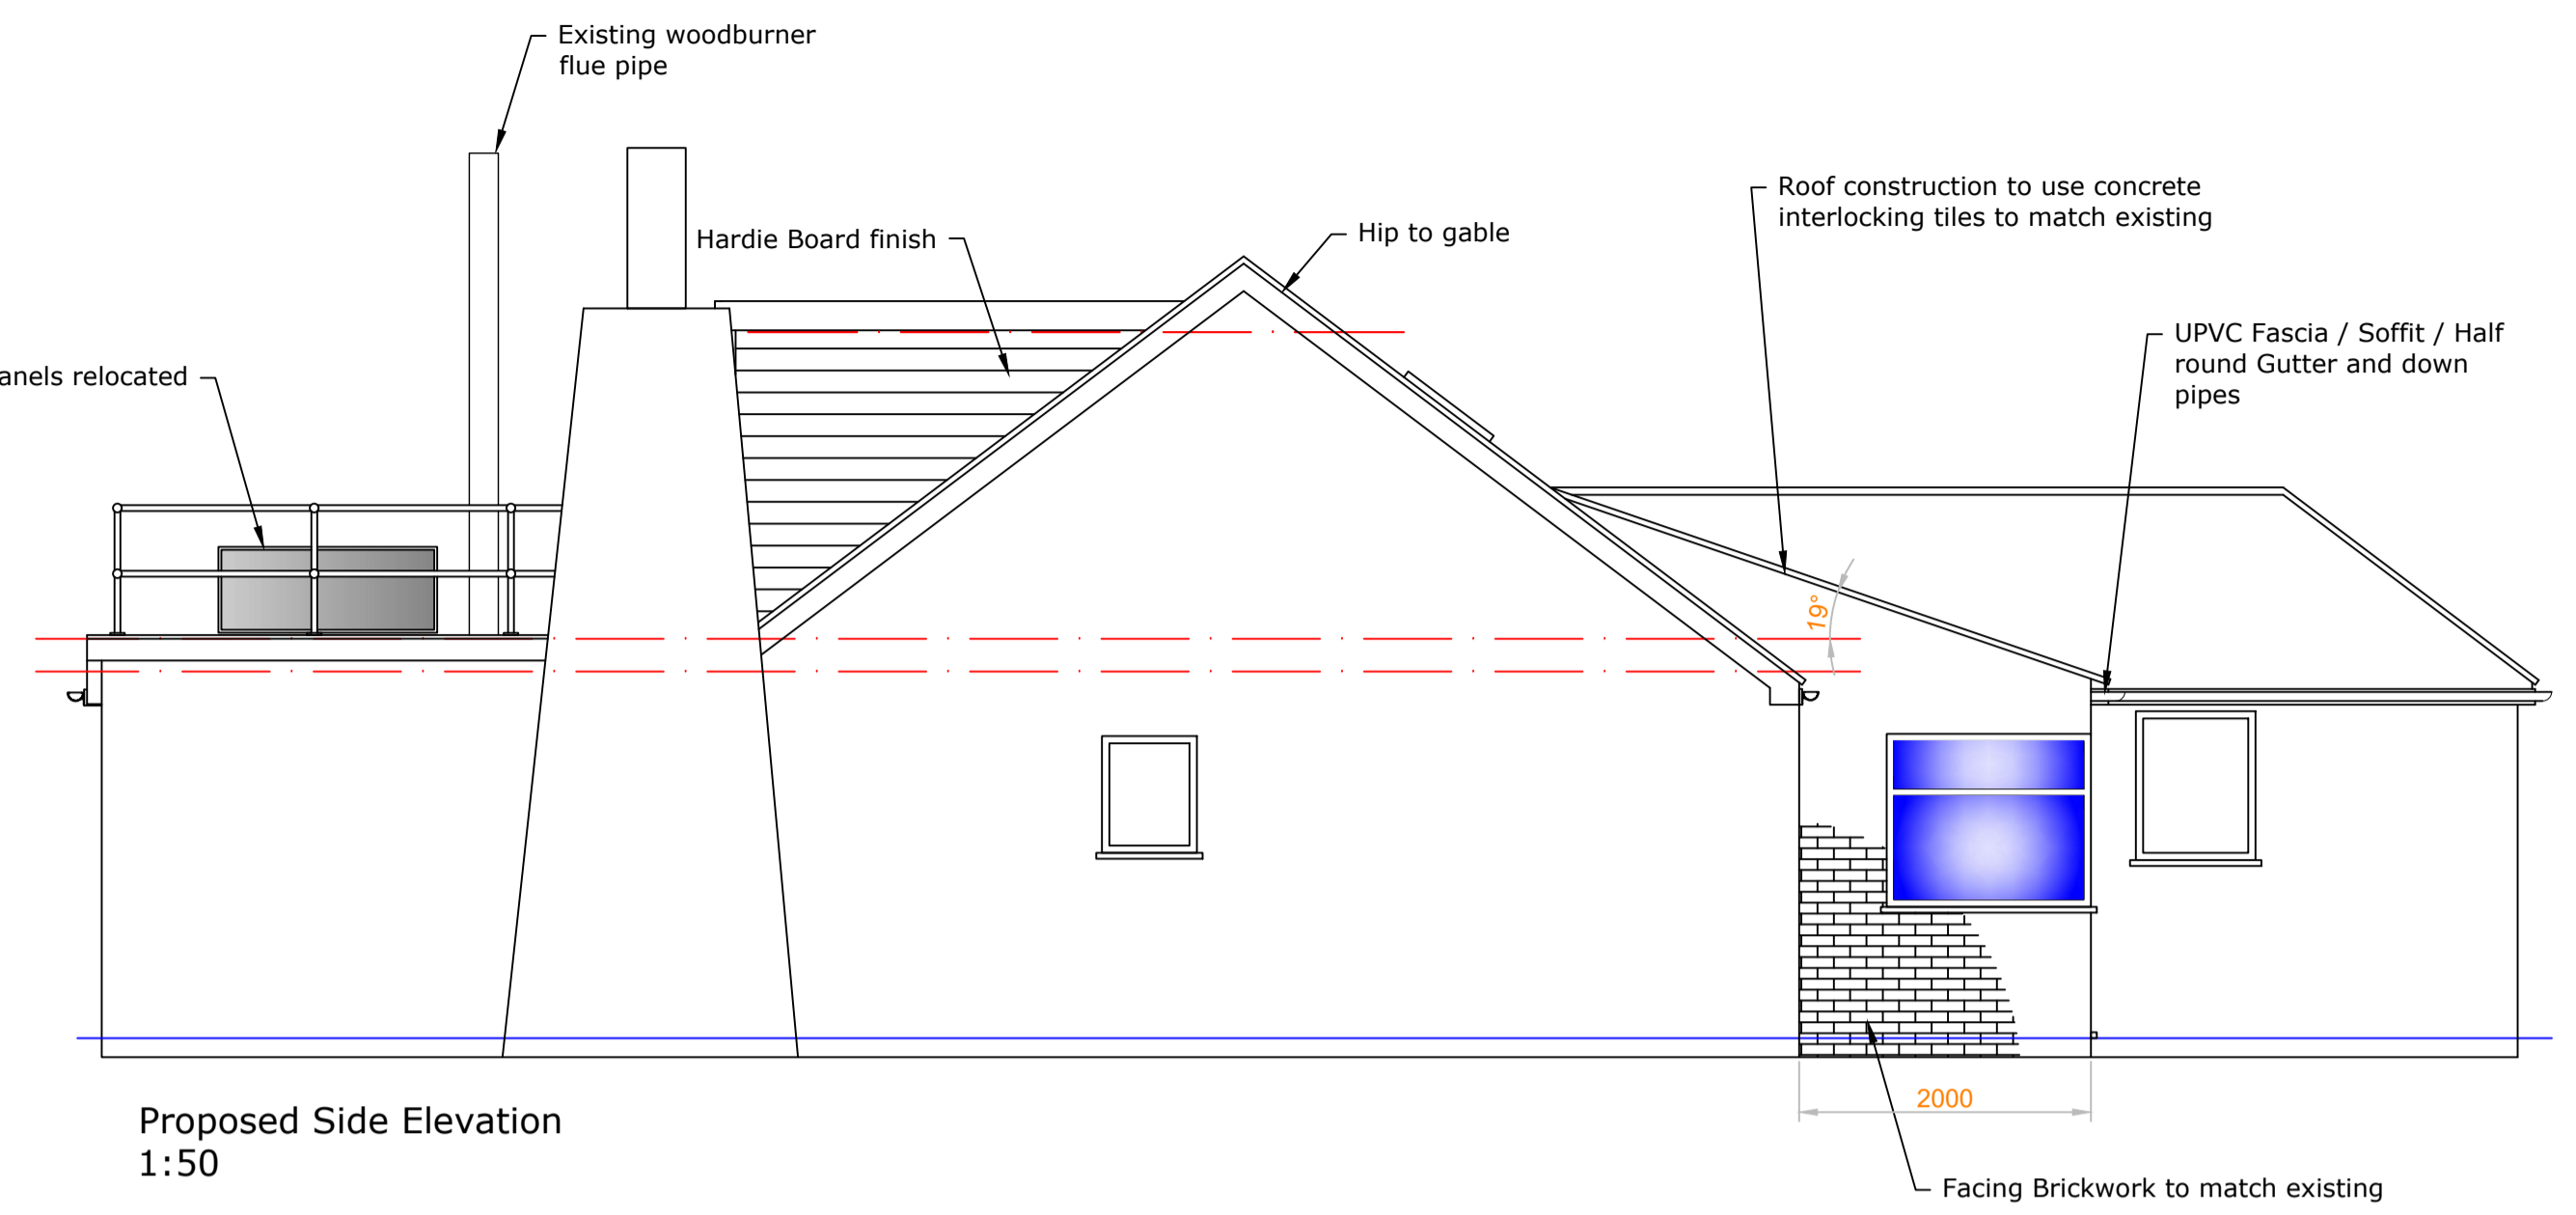 Existing woodburner
flue pipe
Roof construction to use concrete
interlocking tiles to match existing
Hardie Board finish
Hip to gable
UPVC Fascia / Soffit / Half
round Gutter and down
pipes
relocated
19°
2000
Proposed Side Elevation
1:50
Facing Brickwork to match existing